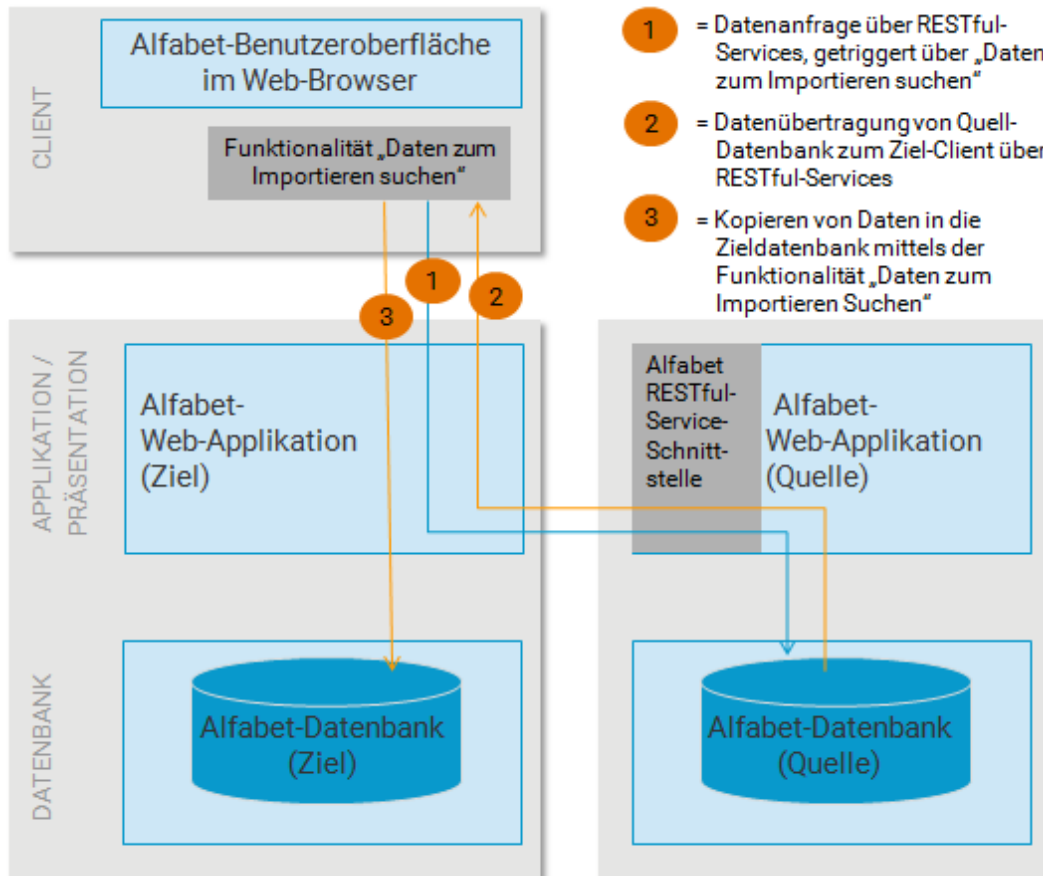 CLIENT
Alfabet-Benutzeroberfläche
im Web-Browser
Funktionalität „Daten zum
Importieren suchen“
1
= Datenanfrage über RESTful-
Services, getriggert über „Daten
zum Importieren suchen“
2
= Datenübertragung von Quell-
Datenbank zum Ziel-Client über
RESTful-Services
3
= Kopieren von Daten in die
Zieldatenbank mittels der
Funktionalität „Daten zum
Importieren Suchen“
1
2
3
APPLIKATION /
PRÄSENTATION
Alfabet-
Web-Applikation
(Ziel)
Alfabet
RESTful-
Service-
Schnitt-
stelle
Alfabet-
Web-Applikation
(Quelle)
DATENBANK
Alfabet-Datenbank
(Ziel)
Alfabet-Datenbank
(Quelle)